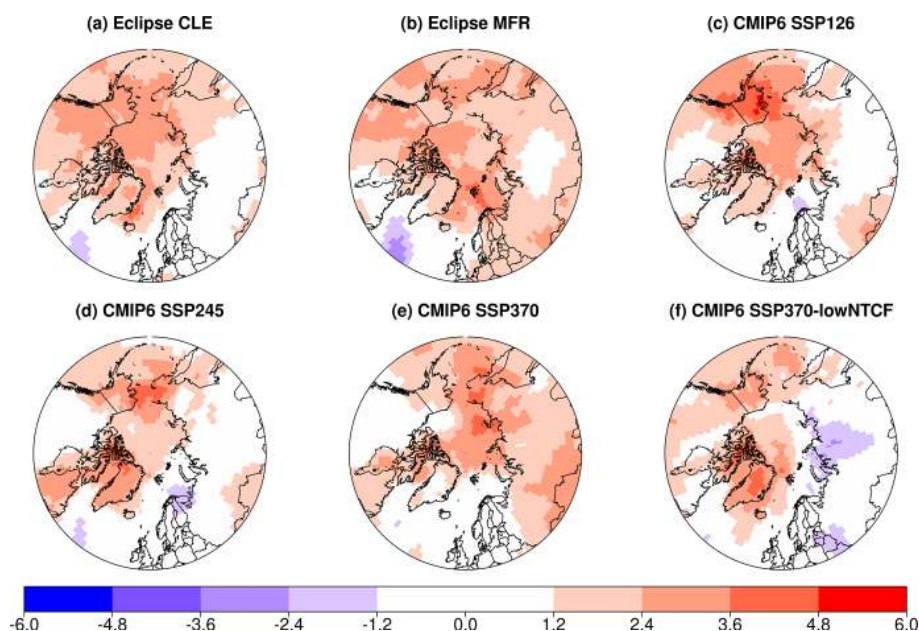 (a) Eclipse CLE (b) Eclipse MFR (c) CMIP6 SSP126
(d) CMIP6 SSP245 (e) CMIP6 SSP370 (f) CMIP6 SSP370-lowNTCF
-6.0 -4.8 -3.6 -2.4 -1.2 0.0 1.2 2.4 3.6 4.8 6.0